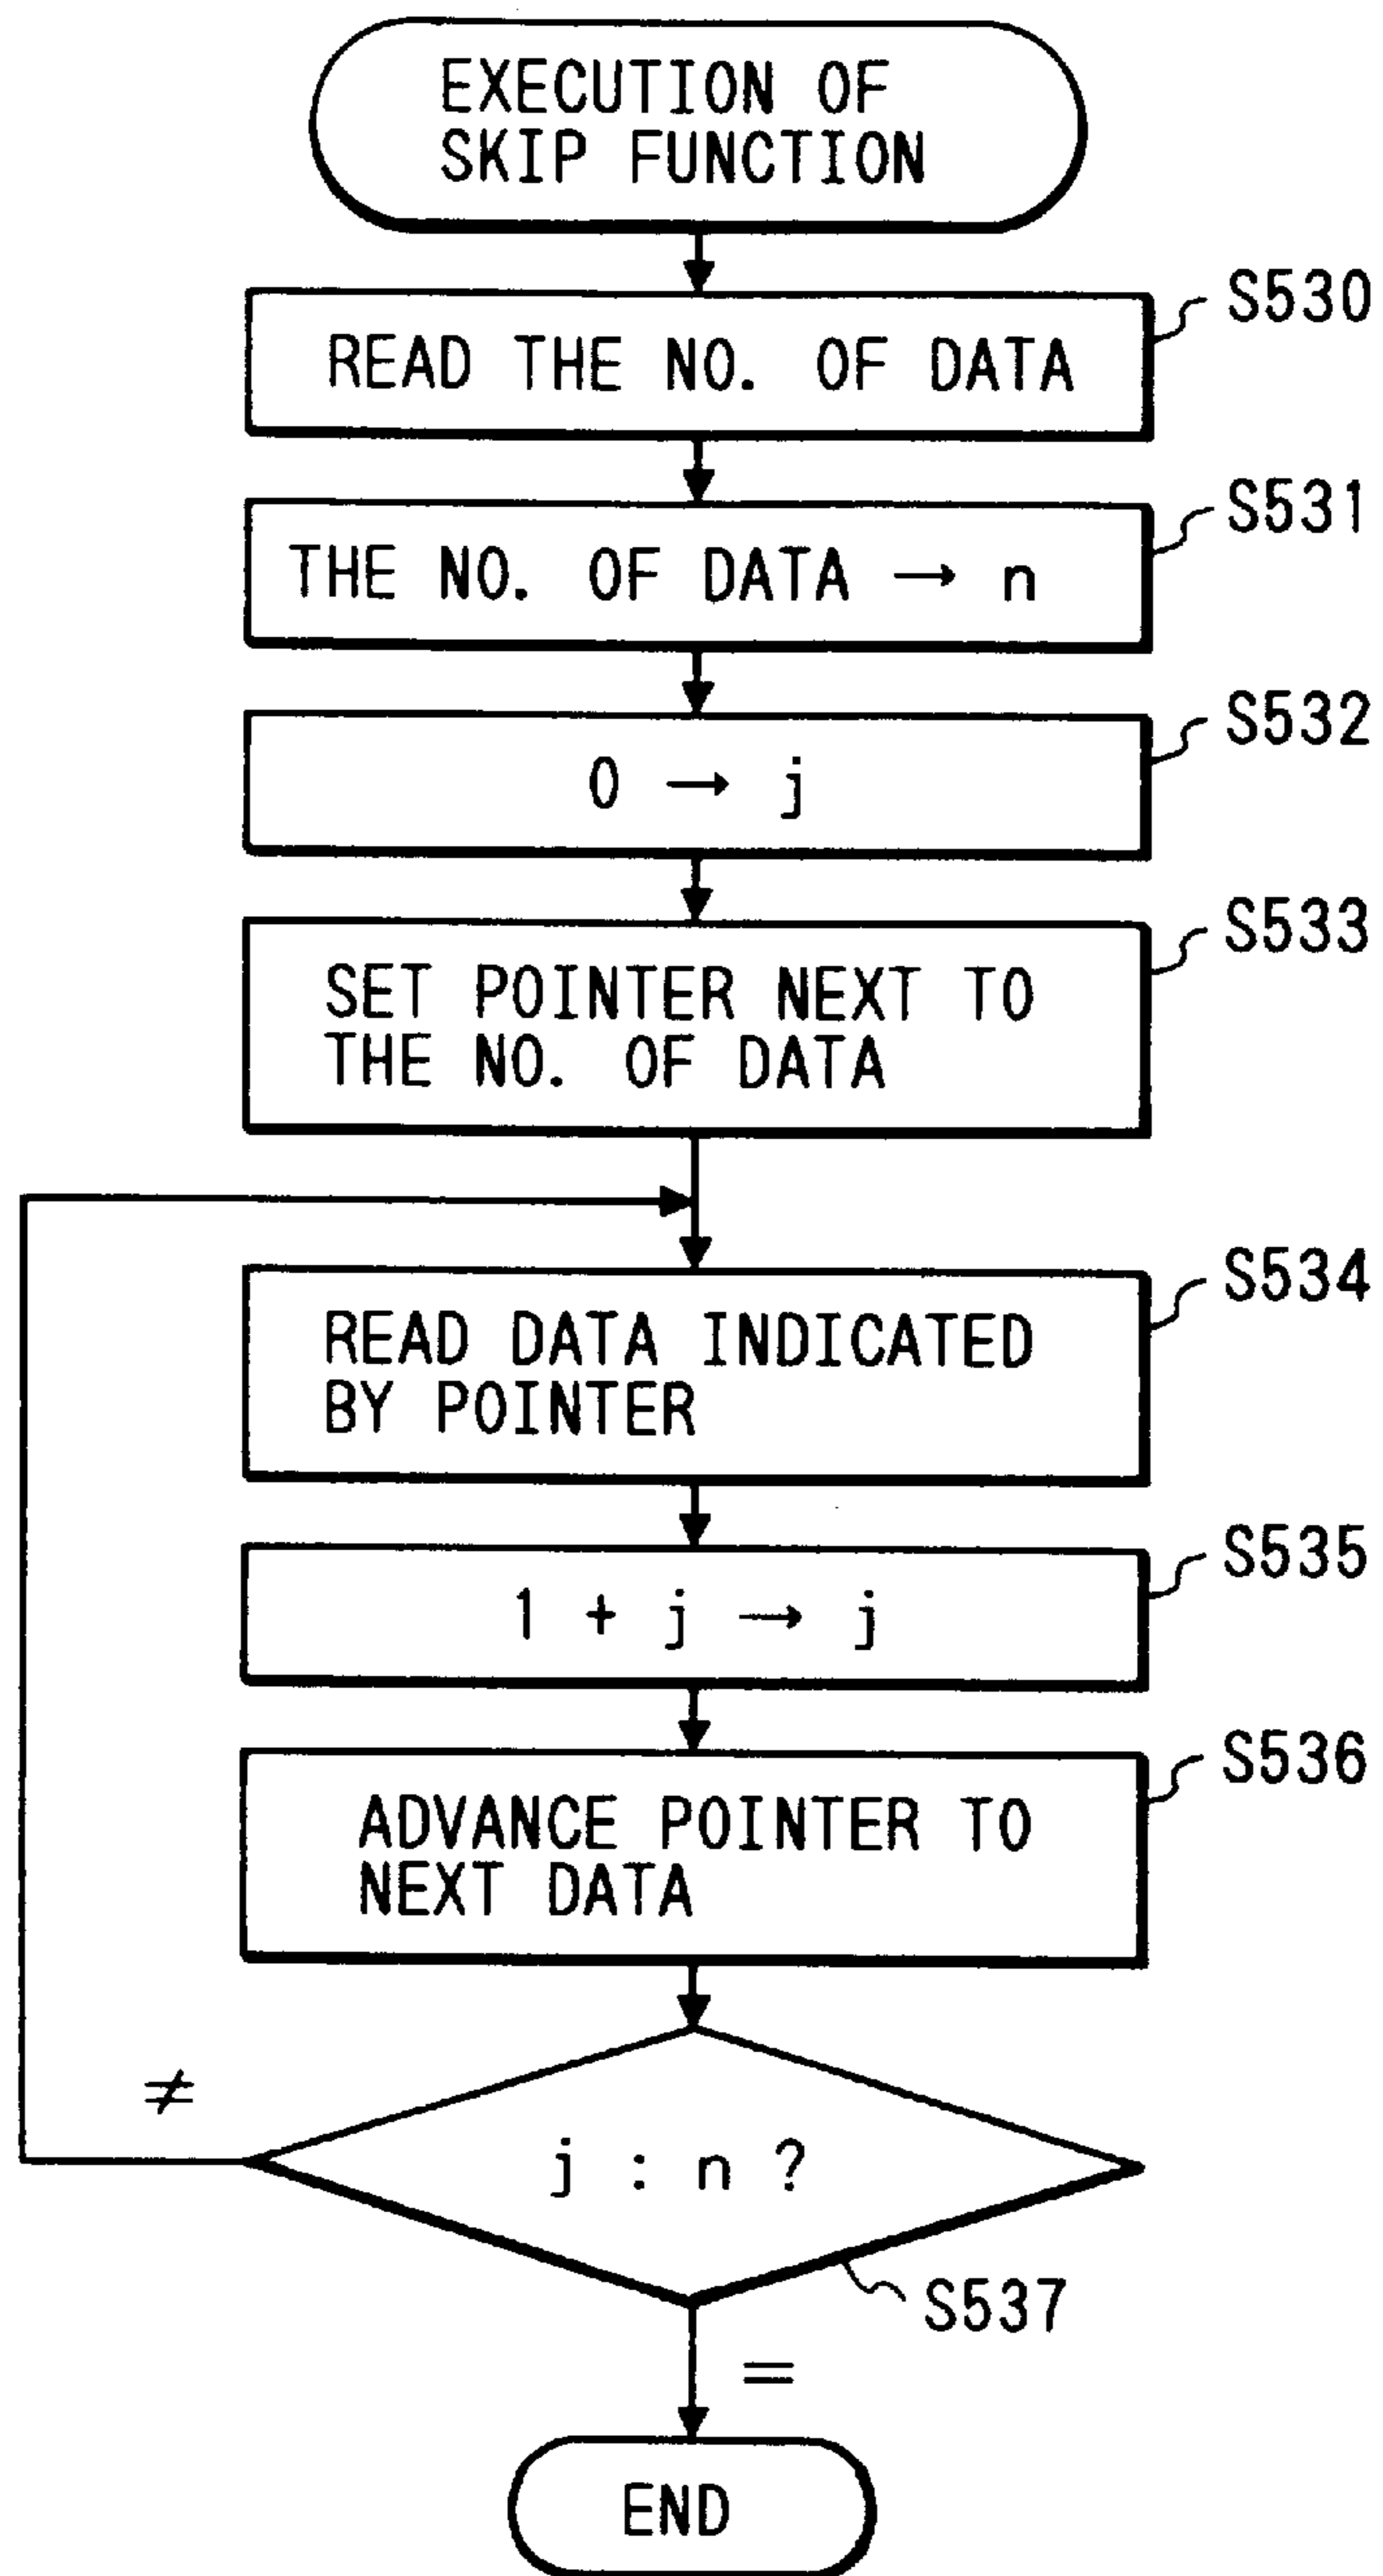 EXECUTION OF
SKIP FUNCTION
S530
READ THE NO. OF DATA
S531
THE NO. OF DATA → n
S532
0 → j
S533
SET POINTER NEXT TO
THE NO. OF DATA
S534
READ DATA INDICATED
BY POINTER
S535
1 + j → j
S536
ADVANCE POINTER TO
NEXT DATA
≠
j : n ?
S537
=
END